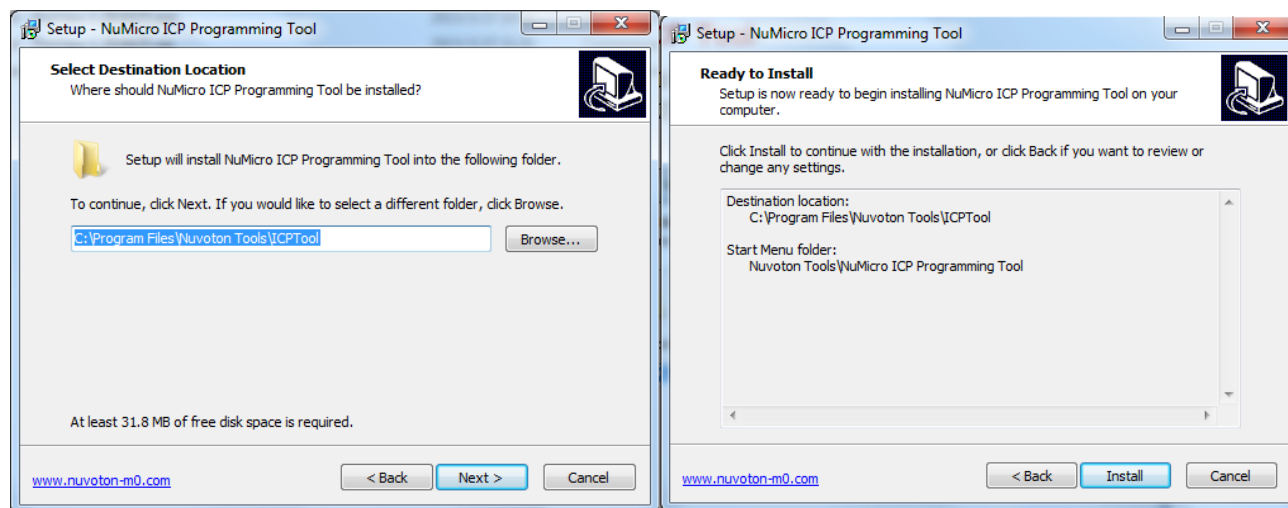 Setup - NuMicro ICP Programming Tool
Select Destination Location
Where should NuMicro ICP Programming Tool be installed?
Setup will install NuMicro ICP Programming Tool into the following folder.
To continue, click Next. If you would like to select a different folder, click Browse.
C:\Program Files\Nuvoton Tools\ICPTool
Browse...
At least 31.8 MB of free disk space is required.
www.nuvoton-m0.com
< Back
Next >
Cancel
Setup - NuMicro ICP Programming Tool
Ready to Install
Setup is now ready to begin installing NuMicro ICP Programming Tool on your
computer.
Click Install to continue with the installation, or click Back if you want to review or
change any settings.
Destination location:
C:\Program Files\Nuvoton Tools\ICPTool
Start Menu folder:
Nuvoton Tools\NuMicro ICP Programming Tool
www.nuvoton-m0.com
< Back
Install
Cancel